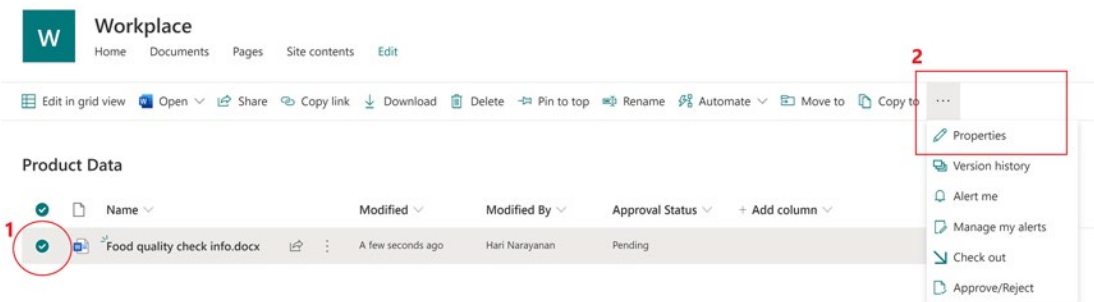 W
Workplace
Home Documents Pages Site contents Edit
2
Edit in grid view Open Share Copy link Download Delete Pin to top Rename Automate Move to Copy to ...
Properties
Product Data
Version history
Alert me
Name Modified Modified By Approval Status + Add column
Manage my alerts
1
Food quality check info.docx A few seconds ago Hari Narayanan Pending
Check out
Approve/Reject